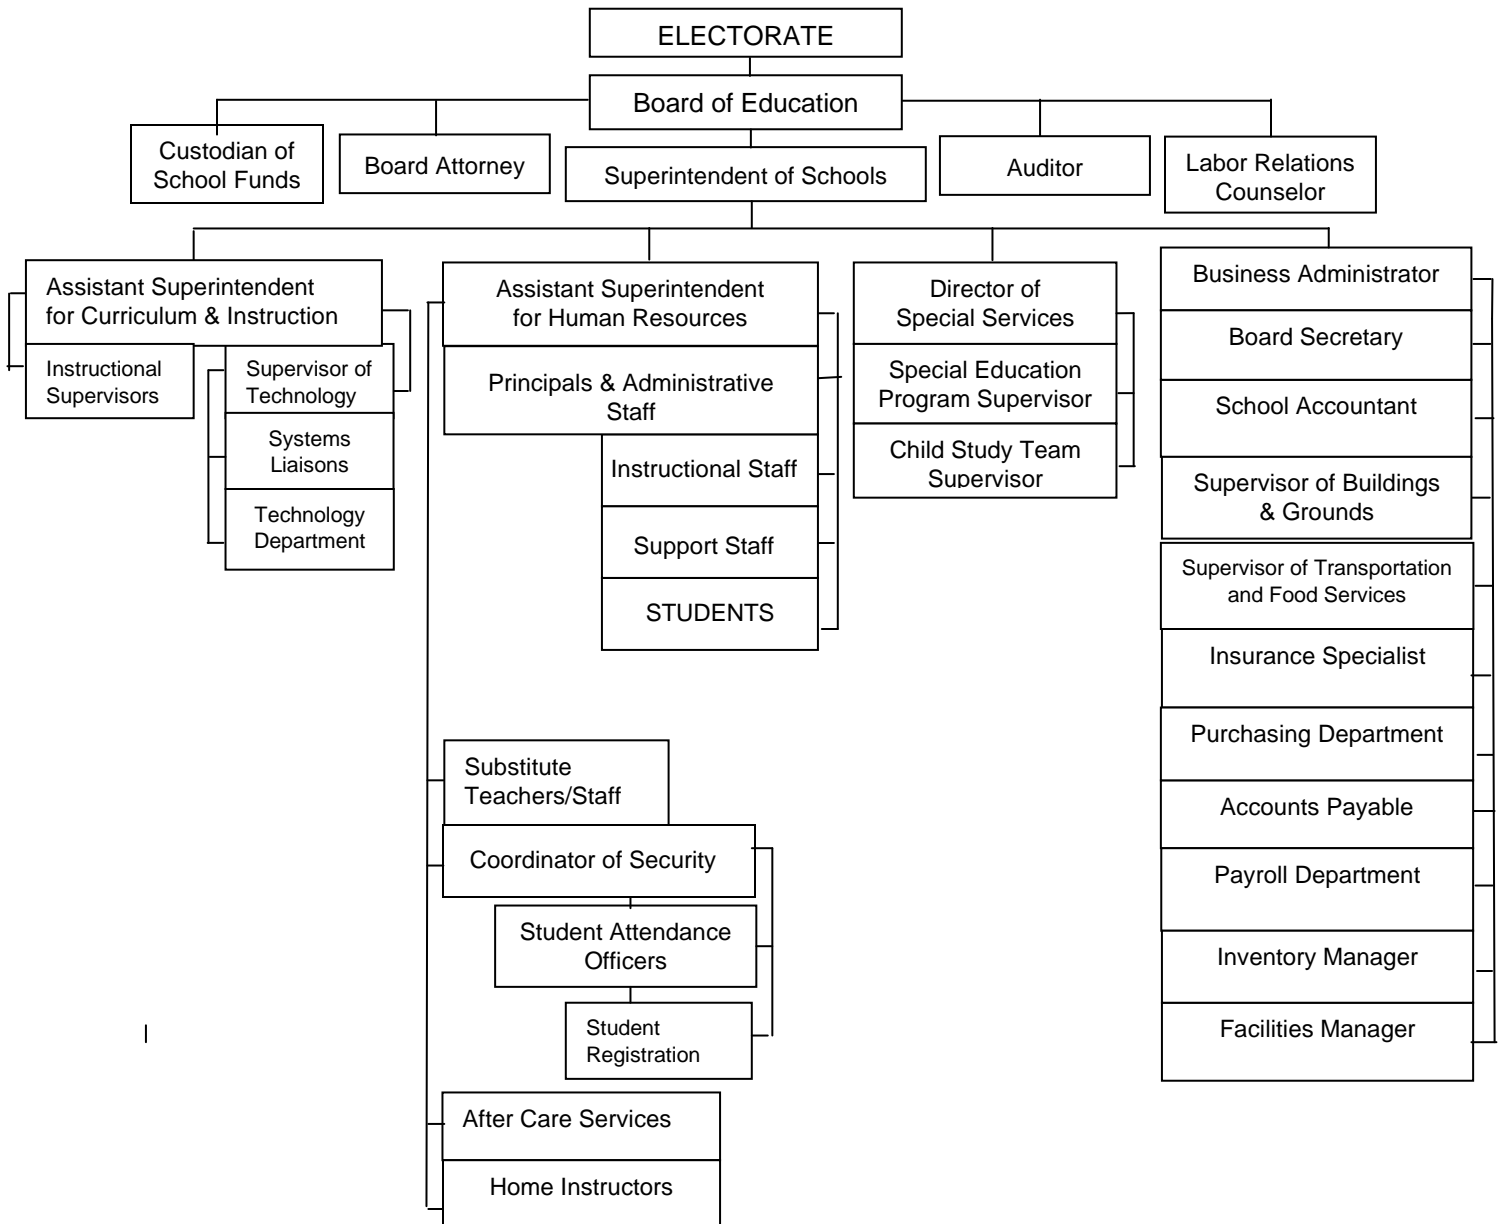 ELECTORATE
Board of Education
Custodian of
School Funds
Board Attorney
Superintendent of Schools
Auditor
Labor Relations
Counselor
Assistant Superintendent
for Curriculum & Instruction
Instructional
Supervisors
Supervisor of
Technology
Systems
Liaisons
Technology
Department
Assistant Superintendent
for Human Resources
Principals & Administrative
Staff
Instructional Staff
Support Staff
STUDENTS
Substitute
Teachers/Staff
Coordinator of Security
Student Attendance
Officers
Student
Registration
After Care Services
Home Instructors
Director of
Special Services
Special Education
Program Supervisor
Child Study Team
Supervisor
Business Administrator
Board Secretary
School Accountant
Supervisor of Buildings
& Grounds
Supervisor of Transportation
and Food Services
Insurance Specialist
Purchasing Department
Accounts Payable
Payroll Department
Inventory Manager
Facilities Manager